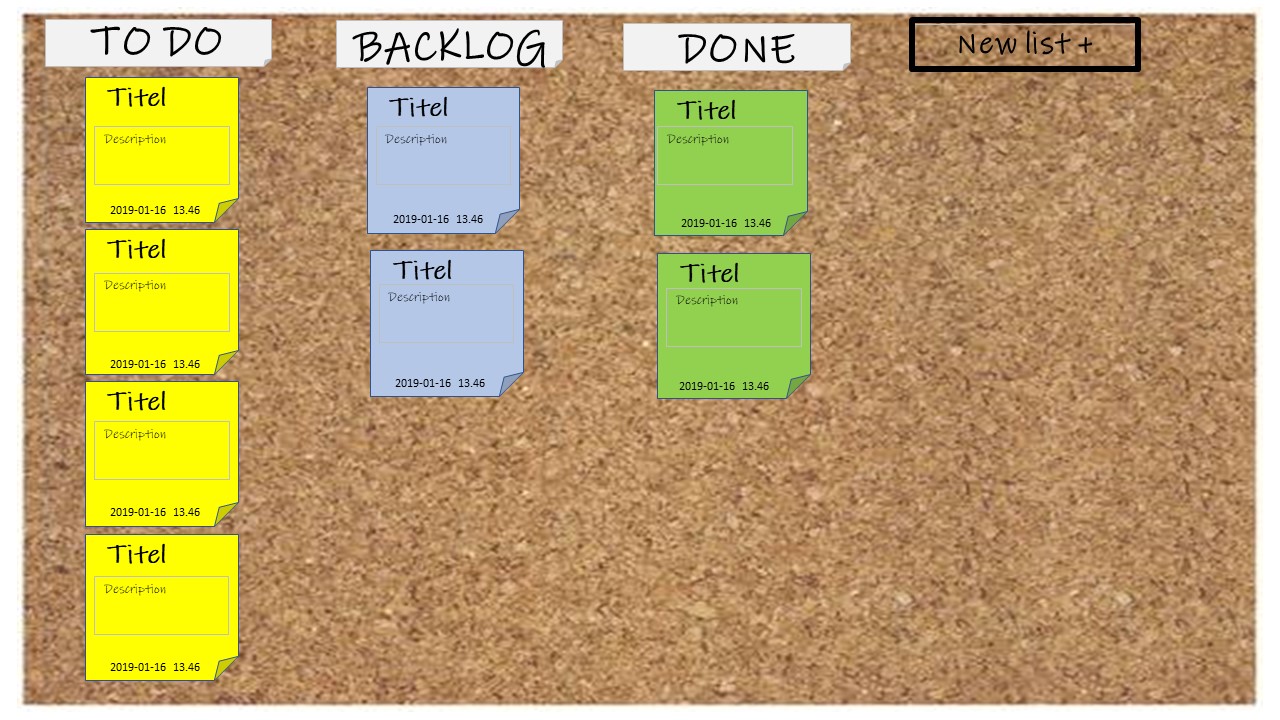 TO DO
BACKLOG
DONE
New list +
Titel
Description
2019-01-16 13.46
Titel
Description
2019-01-16 13.46
Titel
Description
2019-01-16 13.46
Titel
Description
2019-01-16 13.46
Titel
Description
2019-01-16 13.46
Titel
Description
2019-01-16 13.46
Titel
Description
2019-01-16 13.46
Titel
Description
2019-01-16 13.46